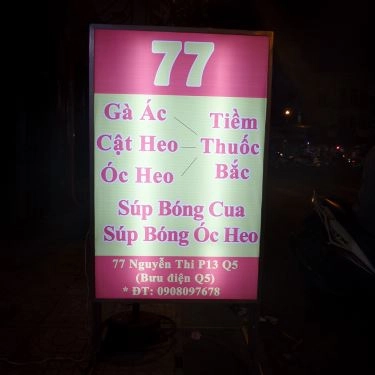 77
Gà Ác
Cật Heo
Óc Heo
Tiềm
Thuốc
Bắc
Súp Bóng Cua
Súp Bóng Óc Heo
77 Nguyễn Thi P13 Q5
(Bưu điện Q5)
* ĐT: 0908097678